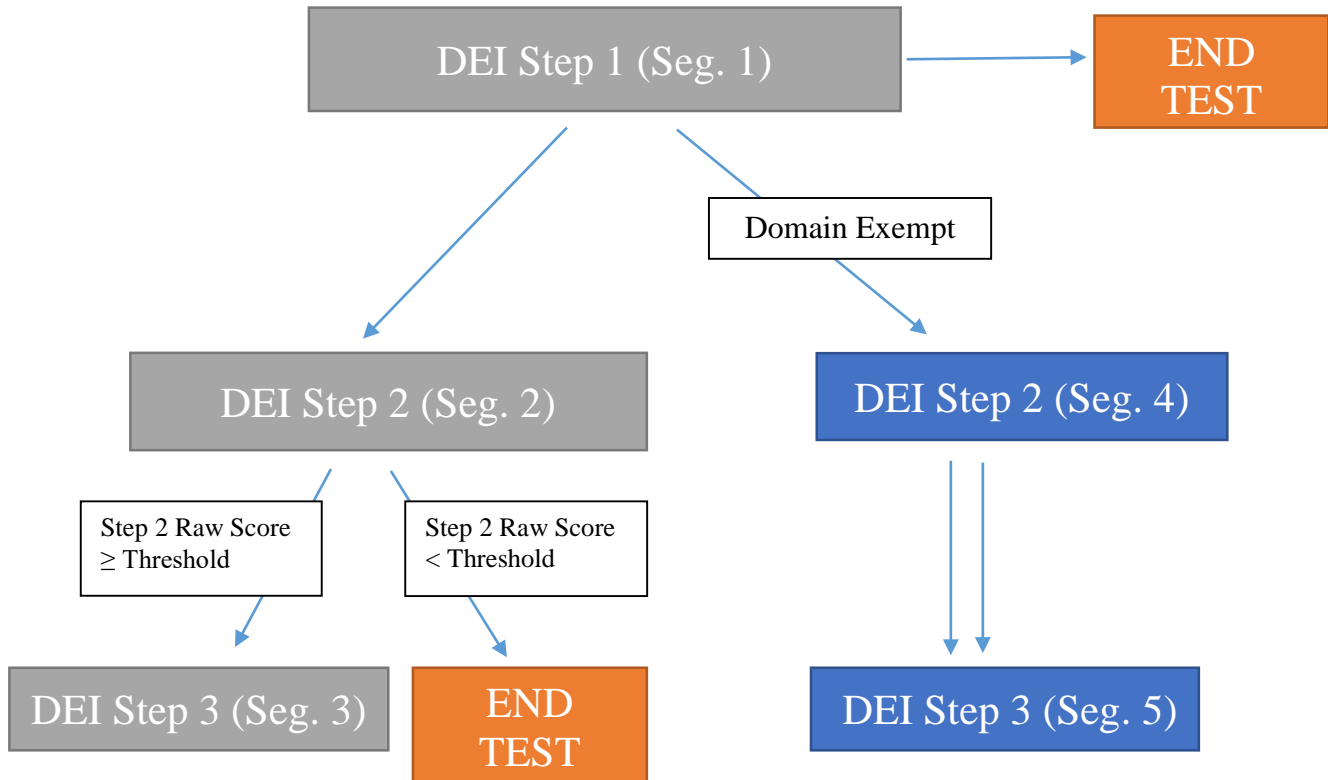 DEI Step 1 (Seg. 1)
END
TEST
Domain Exempt
DEI Step 2 (Seg. 2)
DEI Step 2 (Seg. 4)
Step 2 Raw Score
≥ Threshold
Step 2 Raw Score
< Threshold
DEI Step 3 (Seg. 3)
END
TEST
DEI Step 3 (Seg. 5)